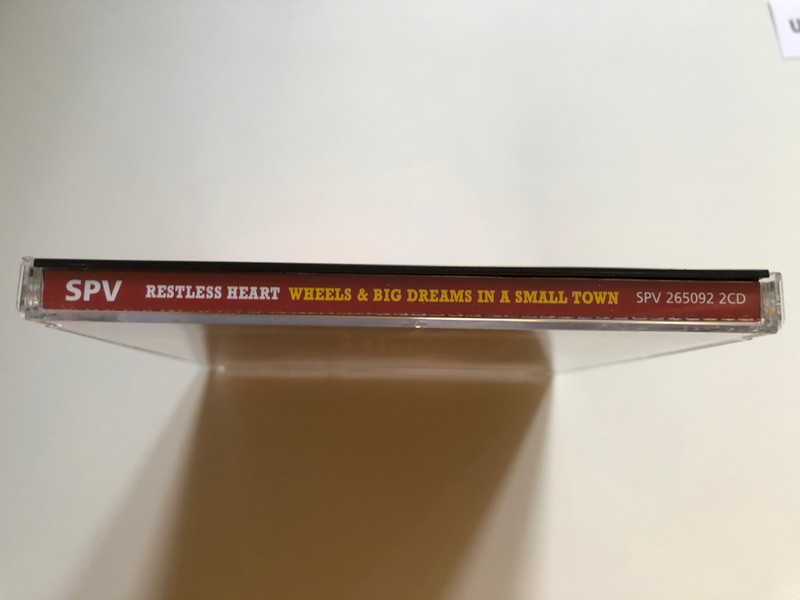 SPV RESTLESS HEART WHEELS & BIG DREAMS IN A SMALL TOWN SPV 265092 2CD